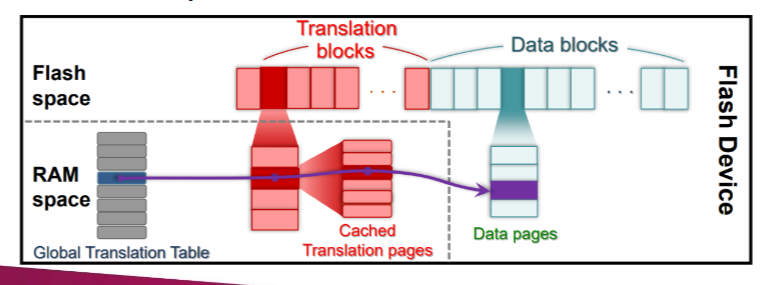 Translation
blocks
Data blocks
Flash
space
. . .
. . .
Flash Device
RAM
space
Cached
Translation pages
Global Translation Table
Data pages